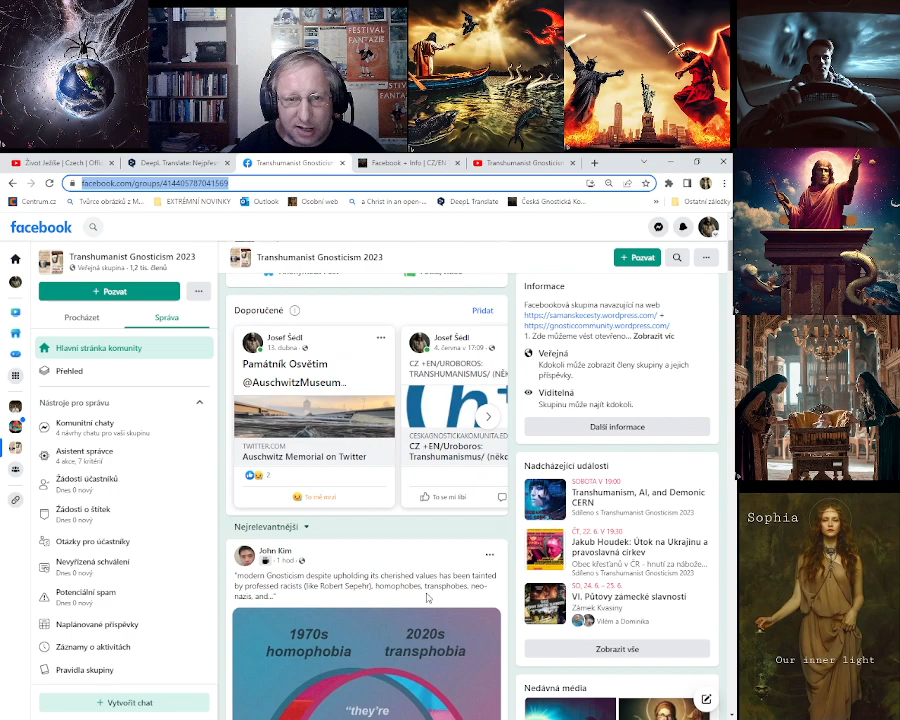 FESTIVAL
FANTAZIE
Život Ježíše | Czech | Offi
DeepL Translate: Nejpřes
Transhumanist Gnosticism
Facebook + Info | CZ/EN
Transhumanist Gnosticism
facebook.com/groups/414405787041569
Centrum.cz
Tvůrce obrázků z M...
EXTRÉMNÍ NOVINKY
Outlook
Osobní web
a Christ in an open-...
DeepL Translate
Česká Gnostická Ko...
Ostatní záložky
facebook
Transhumanist Gnosticism 2023
Veřejná skupina · 1,2 tis. členů
+ Pozvat
Procházet
Správa
Hlavní stránka komunity
Přehled
Nástroje pro správu
Komunitní chaty
4 návrhy chatu pro vaši skupinu
Asistent správce
4 akce, 7 kritérií
Žádosti účastníků
Dnes 0 nový
Žádosti o štítek
Dnes 0 nový
Otázky pro účastníky
Nevyřízená schválení
Dnes 0 nový
Potenciální spam
Dnes 0 nový
Naplánované příspěvky
Záznamy o aktivitách
Pravidla skupiny
+ Vytvořit chat
Transhumanist Gnosticism 2023
+ Pozvat
Doporučené
Přidat
Josef Šédl
13. dubna
Památník Osvětim
@AuschwitzMuseum...
TWITTER.COM
Auschwitz Memorial on Twitter
2
To mě mrzí
Josef Šédl
4. června v 17:09
CZ +EN/UROBOROS:
TRANSHUMANISMUS/ (NĚK
CESKAGNOSTICKAKOMUNITA.ED
CZ +EN/Uroboros:
Transhumanismus/ (něko
To se mi líbí
Nejrelevantnější
John Kim
1 hod
"modern Gnosticism despite upholding its cherished values has been tainted
by professed racists (like Robert Sepehr), homophobes, transphobes, neo-
nazis, and..."
1970s
homophobia
2020s
transphobia
"they're
Informace
Facebooková skupina navazující na web
https://samanskecesty.wordpress.com/ +
https://gnosticcommunity.wordpress.com/
1. Zde můžeme vést otevřeno... Zobrazit víc
Veřejná
Kdokoli může zobrazit členy skupiny a jejich
příspěvky.
Viditelná
Skupinu může najít kdokoli.
Další informace
Nadcházející události
SOBOTA V 19:00
Transhumanism, AI, and Demonic
CERN
Sdíleno s Transhumanist Gnosticism 2023
ČT, 22. 6. V 19:30
Jakub Houdek: Útok na Ukrajinu a
pravoslavná církev
Obec křesťanů v ČR - hnutí za nábože...
Sdíleno s Transhumanist Gnosticism 2023
SO, 24. 6. – 25. 6.
VI. Půtovy zámecké slavnosti
Zámek Kvasiny
Vilém a Dominika
Zobrazit vše
Nedávná média
Sophia
Our inner light